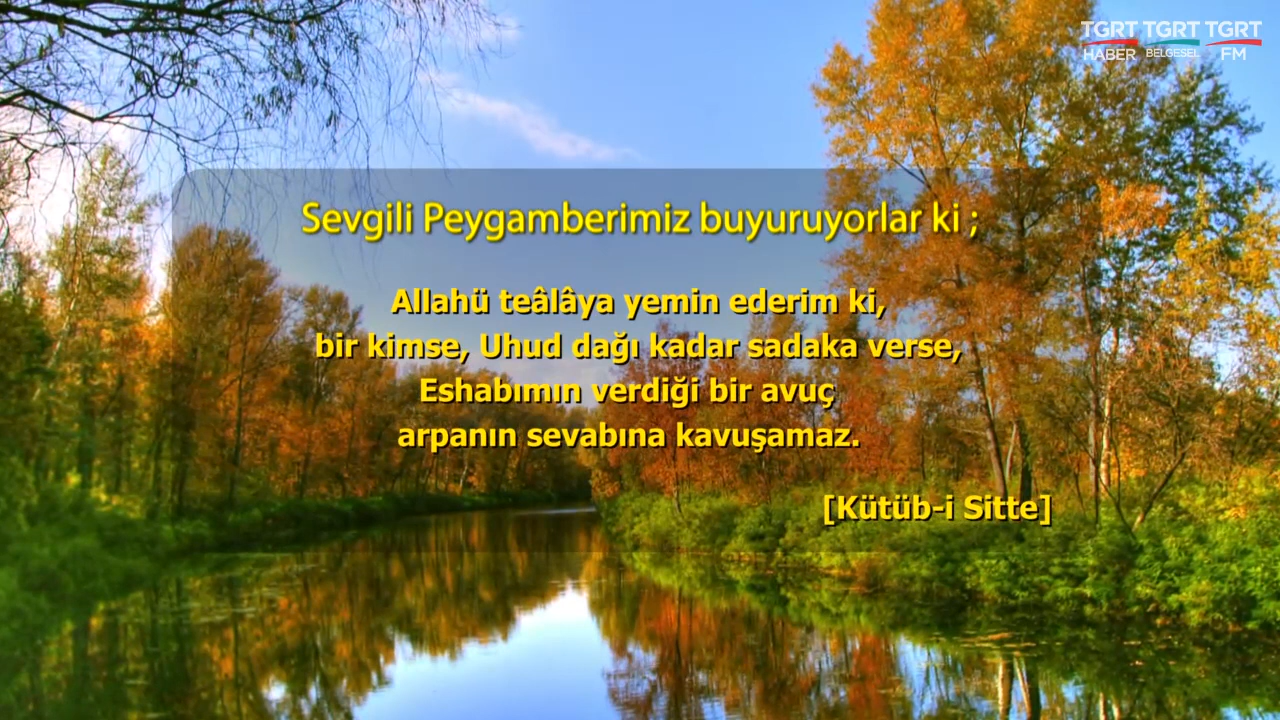 TGRT HABER TGRT BELGESEL TGRT FM
Sevgili Peygamberimiz buyuruyorlar ki ;
Allahü teâlâya yemin ederim ki,
bir kimse, Uhud dağı kadar sadaka verse,
Eshabımın verdiği bir avuç
arpanın sevabına kavuşamaz.
[Kütüb-i Sitte]